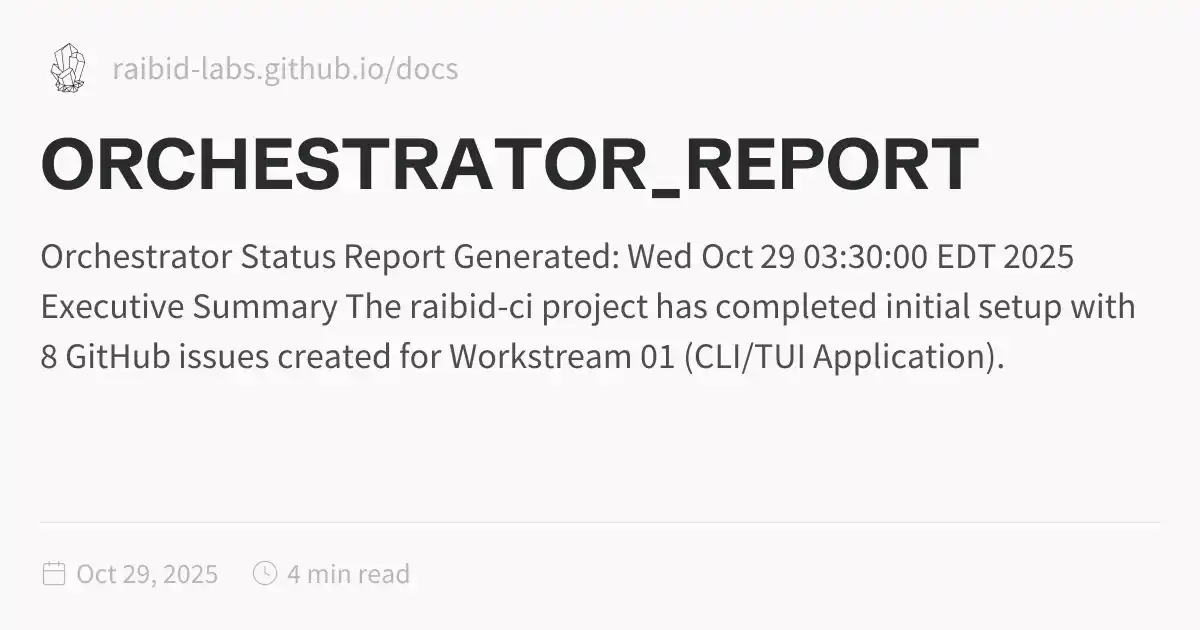 raibid-labs.github.io/docs
ORCHESTRATOR_REPORT
Orchestrator Status Report Generated: Wed Oct 29 03:30:00 EDT 2025
Executive Summary The raibid-ci project has completed initial setup with
8 GitHub issues created for Workstream 01 (CLI/TUI Application).
Oct 29, 2025 4 min read